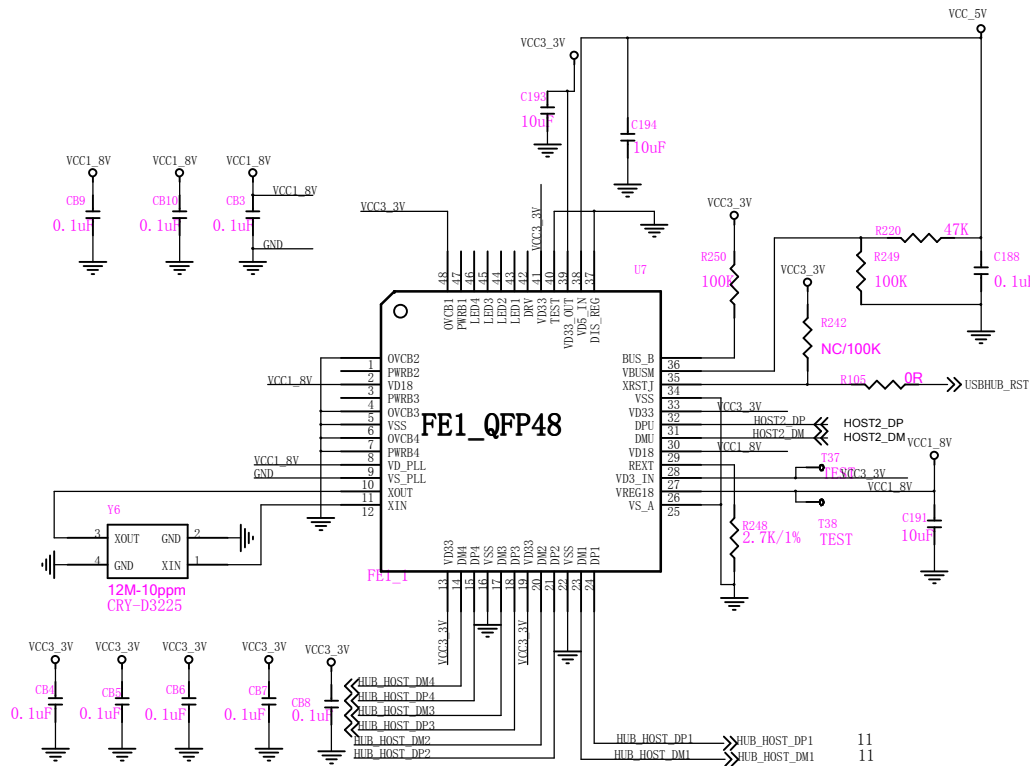 VCC_5V
VCC3_3V
C193
10uF
C194
10uF
VCC1_8V
VCC1_8V
VCC1_8V
CB9
0.1uF
CB10
0.1uF
CB3
0.1uF
VCC1_8V
GND
VCC3_3V
VCC3_3V
VCC3_3V
R250
100K
R220
47K
R249
100K
C188
0.1u
VCC3_3V
R242
NC/100K
R105
0R
USBHUB_RST
U7
48
47
46
45
44
43
42
41
40
39
38
37
OVCB1
PWRB1
LED4
LED3
LED2
LED1
DRV
VD33
TEST
VD33_OUT
VD5_IN
DIS_REG
FE1_QFP48
OVCB2
1
PWRB2
2
VD18
3
PWRB3
4
OVCB3
5
VSS
6
OVCB4
7
PWRB4
8
VD_PLL
9
VS_PLL
10
XOUT
11
XIN
12
VCC1_8V
VCC1_8V
GND
BUS_B
36
VBUSM
35
XRSTJ
34
VSS
33
VD33
32
DPU
31
DMU
30
VD18
29
REXT
28
VD3_IN
27
VREG18
26
VS_A
25
VCC3_3V
HOST2_DP
HOST2_DP
HOST2_DM
HOST2_DM
VCC1_8V
VCC1_8V
T37
TEST
VCC3_3V
VCC1_8V
T38
TEST
C191
10uF
R248
2.7K/1%
Y6
3
XOUT
GND
2
4
GND
XIN
1
12M-10ppm
CRY-D3225
FE1_1
VD33
DM4
DP4
VSS
DM3
DP3
VD33
DM2
DP2
VSS
DM1
DP1
13
14
15
16
17
18
19
20
21
22
23
24
VCC3_3V
VCC3_3V
VCC3_3V
VCC3_3V
VCC3_3V
VCC3_3V
VCC3_3V
CB4
0.1uF
CB5
0.1uF
CB6
0.1uF
CB7
0.1uF
CB8
0.1uF
HUB_HOST_DM4
HUB_HOST_DP4
HUB_HOST_DM3
HUB_HOST_DP3
HUB_HOST_DM2
HUB_HOST_DP2
HUB_HOST_DP1
HUB_HOST_DP1
11
HUB_HOST_DM1
HUB_HOST_DM1
11